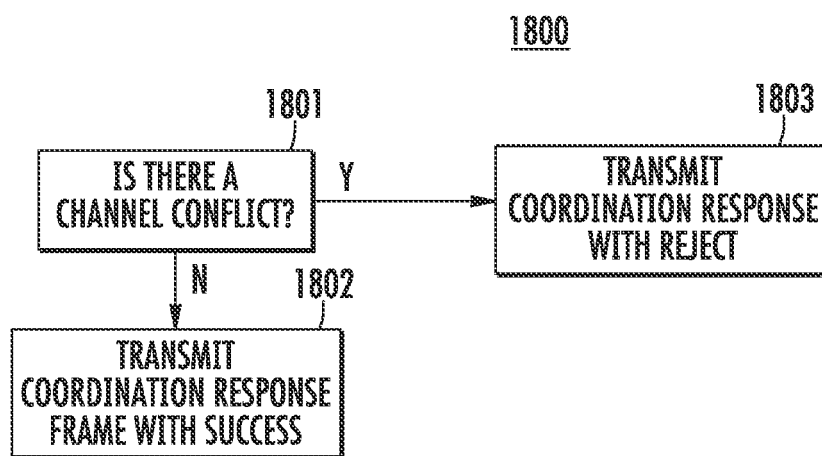 1800
1801
IS THERE A
CHANNEL CONFLICT?
Y
1803
TRANSMIT
COORDINATION RESPONSE
WITH REJECT
N
1802
TRANSMIT
COORDINATION RESPONSE
FRAME WITH SUCCESS